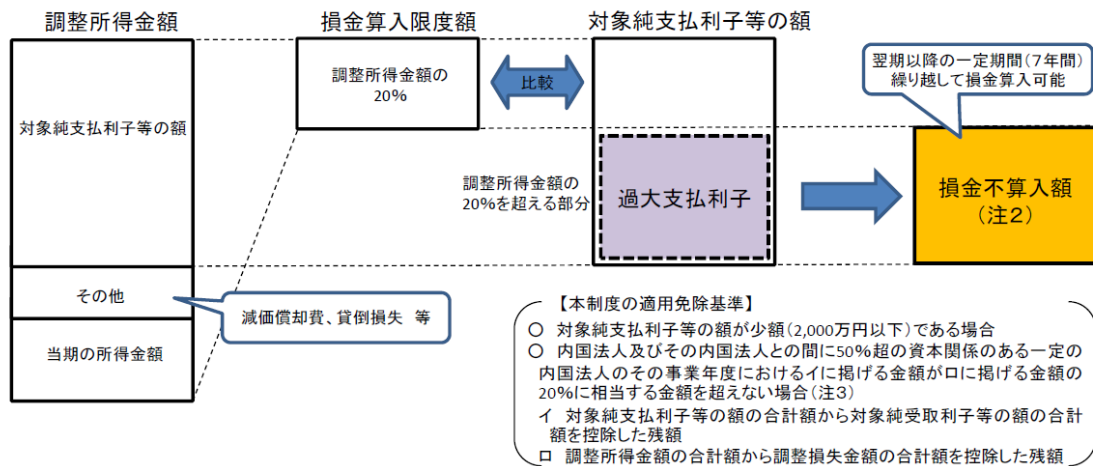 調整所得金額
損金算入限度額
対象純支払利子等の額
対象純支払利子等の額
その他
当期の所得金額
減価償却費、貸倒損失 等
調整所得金額の
20%
比較
調整所得金額の
20%を超える部分
過大支払利子
翌期以降の一定期間(7年間)
繰り越して損金算入可能
損金不算入額
(注2)
【本制度の適用免除基準】
○ 対象純支払利子等の額が少額(2,000万円以下)である場合
○ 内国法人及びその内国法人との間に50%超の資本関係のある一定の
内国法人のその事業年度におけるイに掲げる金額がロに掲げる金額の
20%に相当する金額を超えない場合(注3)
イ 対象純支払利子等の額の合計額から対象純受取利子等の額の合計
額を控除した残額
ロ 調整所得金額の合計額から調整損失金額の合計額を控除した残額